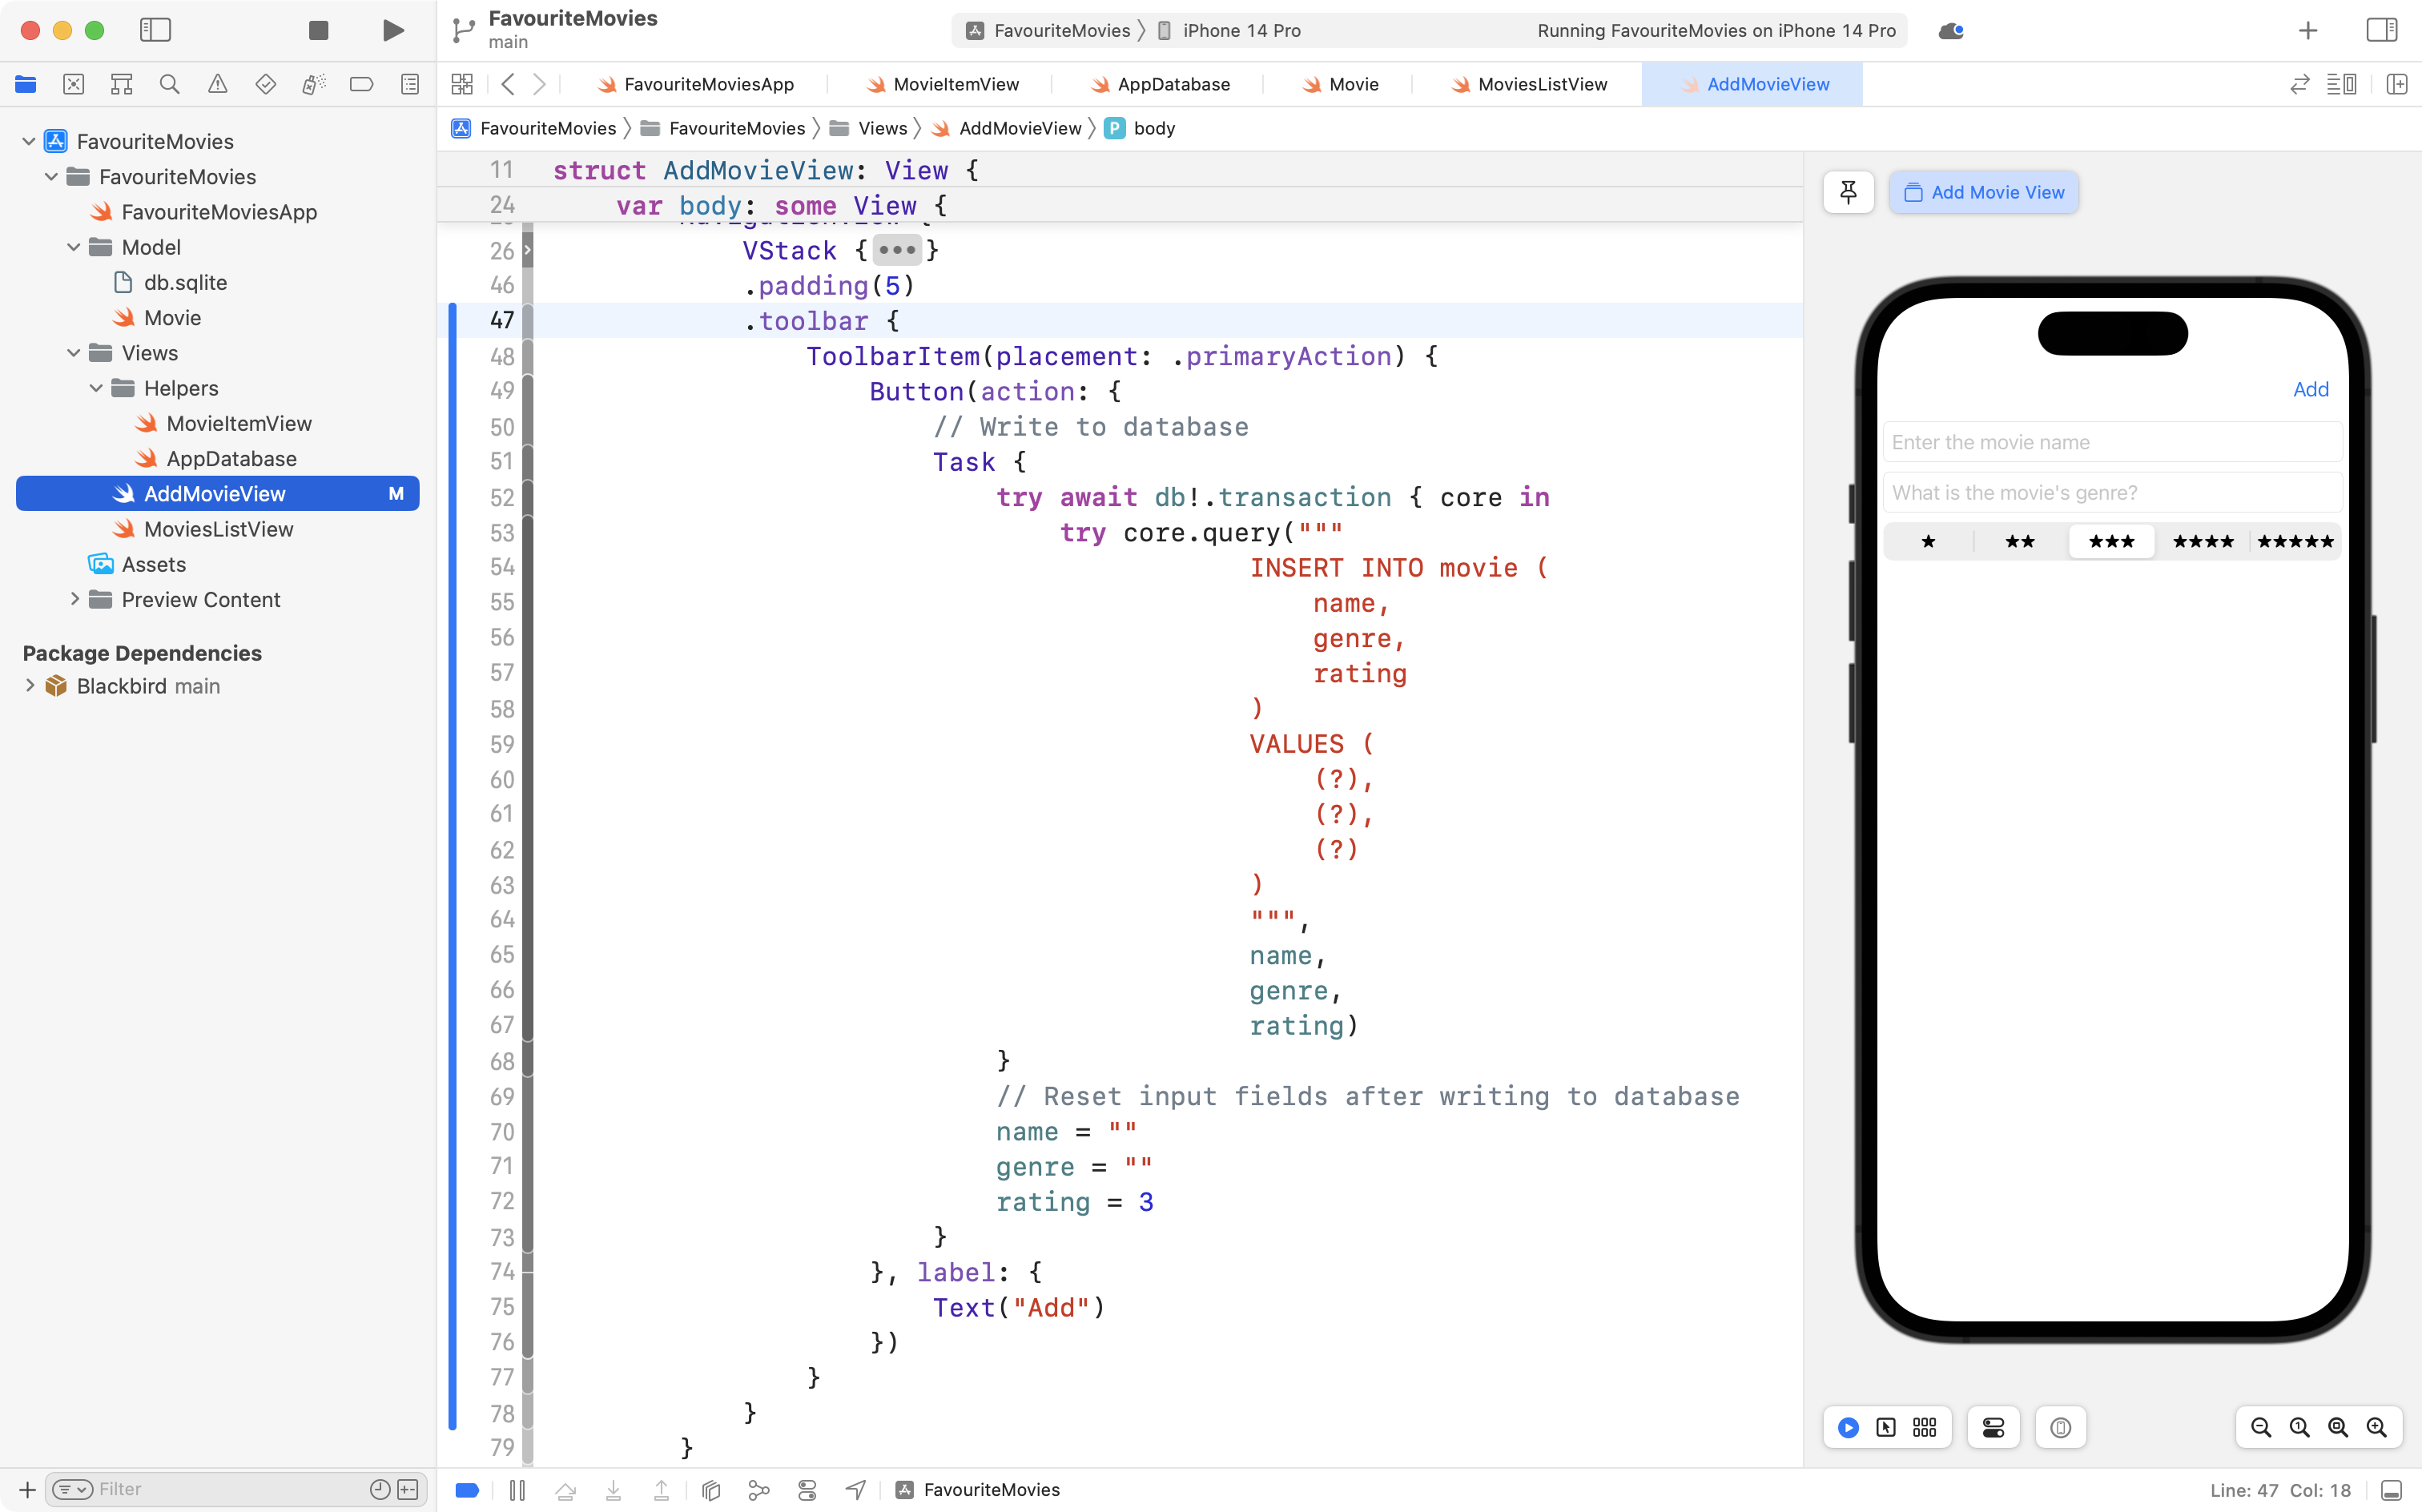 FavouriteMovies
main
FavouriteMovies
iPhone 14 Pro
Running FavouriteMovies on iPhone 14 Pro
FavouriteMoviesApp
MovieItemView
AppDatabase
Movie
MoviesListView
AddMovieView
FavouriteMovies
FavouriteMovies
Views
AddMovieView
P body
FavouriteMovies
FavouriteMovies
FavouriteMoviesApp
Model
db.sqlite
Movie
Views
Helpers
MovieItemView
AppDatabase
AddMovieView M
MoviesListView
Assets
Preview Content
Package Dependencies
Blackbird main
Filter
11 struct AddMovieView: View {
24 var body: some View {
26 VStack {•••}
46 .padding(5)
47 .toolbar {
48 ToolbarItem(placement: .primaryAction) {
49 Button(action: {
50 // Write to database
51 Task {
52 try await db!.transaction { core in
53 try core.query("""
54 INSERT INTO movie (
55 name,
56 genre,
57 rating
58 )
59 VALUES (
60 (?),
61 (?),
62 (?)
63 )
64 """,
65 name,
66 genre,
67 rating)
68 }
69 // Reset input fields after writing to database
70 name = ""
71 genre = ""
72 rating = 3
73 }
74 }, label: {
75 Text("Add")
76 })
77 }
78 }
79 }
Add Movie View
Add
Enter the movie name
What is the movie's genre?
★ ★★ ★★★ ★★★★ ★★★★★
FavouriteMovies
Line: 47 Col: 18